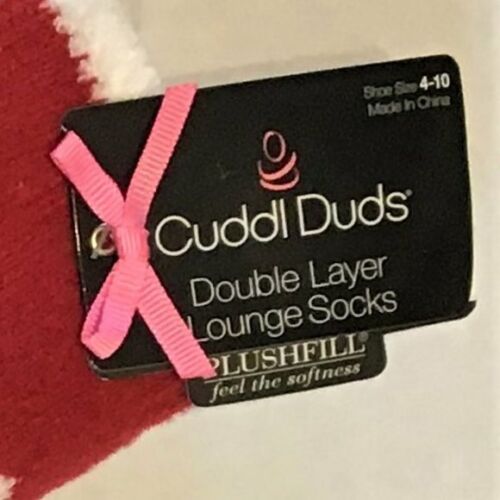 Shoe Size 4-10
Made In China
Cuddl Duds®
Double Layer
Lounge Socks
PLUSHFILL®
feel the softness